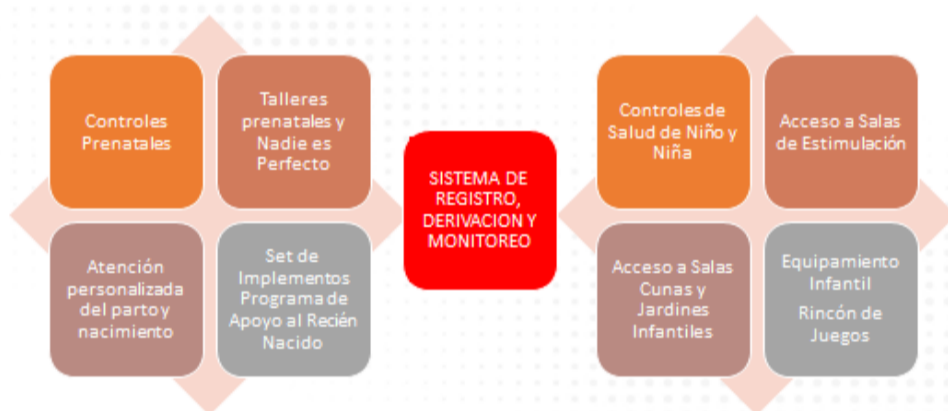 Controles
Prenatales
Talleres
prenatales y
Nadie es
Perfecto
Atención
personalizada
del parto y
nacimiento
Set de
Implementos
Programa de
Apoyo al Recién
Nacido
SISTEMA DE
REGISTRO,
DERIVACION Y
MONITOREO
Controles de
Salud de Niño y
Niña
Acceso a Salas
de Estimulación
Acceso a Salas
Cunas y
Jardines
Infantiles
Equipamiento
Infantil
Rincón de
Juegos